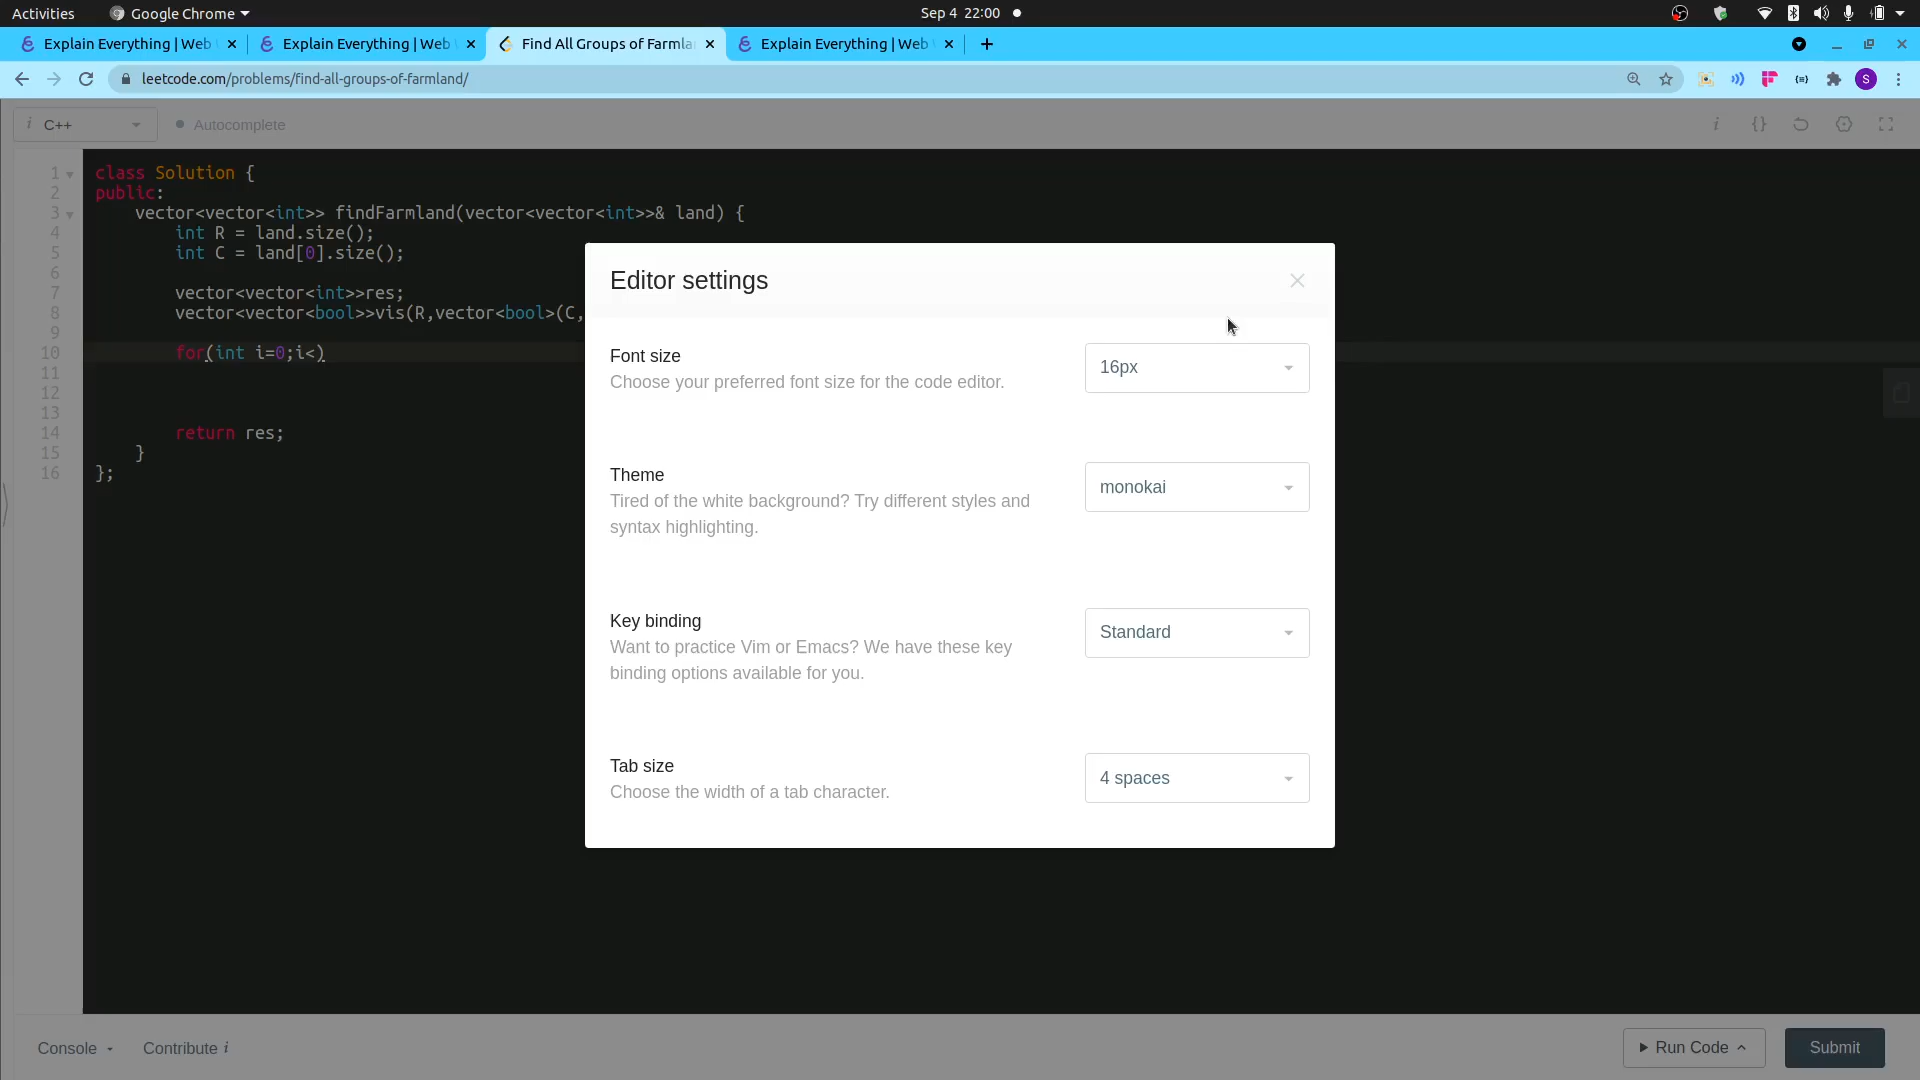 Activities Google Chrome Sep 4 22:00
Explain Everything | Web Explain Everything | Web Find All Groups of Farmla Explain Everything | Web
leetcode.com/problems/find-all-groups-of-farmland/ S
i C++ Autocomplete i {}
1 class Solution {
2 public:
3 vector<vector<int>> findFarmland(vector<vector<int>>& land) {
4 int R = land.size();
5 int C = land[0].size();
6
7 vector<vector<int>>res;
8 vector<vector<bool>>vis(R,vector<bool>(C,
9
10 for(int i=0;i<)
11
12
13
14 return res;
15 }
16 };
Editor settings
Font size
Choose your preferred font size for the code editor.
16px
Theme
Tired of the white background? Try different styles and
syntax highlighting.
monokai
Key binding
Want to practice Vim or Emacs? We have these key
binding options available for you.
Standard
Tab size
Choose the width of a tab character.
4 spaces
Console Contribute i Run Code Submit